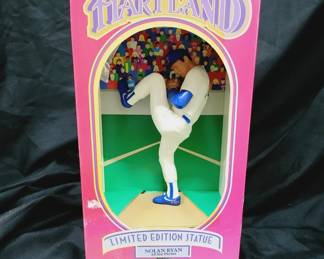 HARTLAND
LIMITED EDITION STATUE
NOLAN RYAN